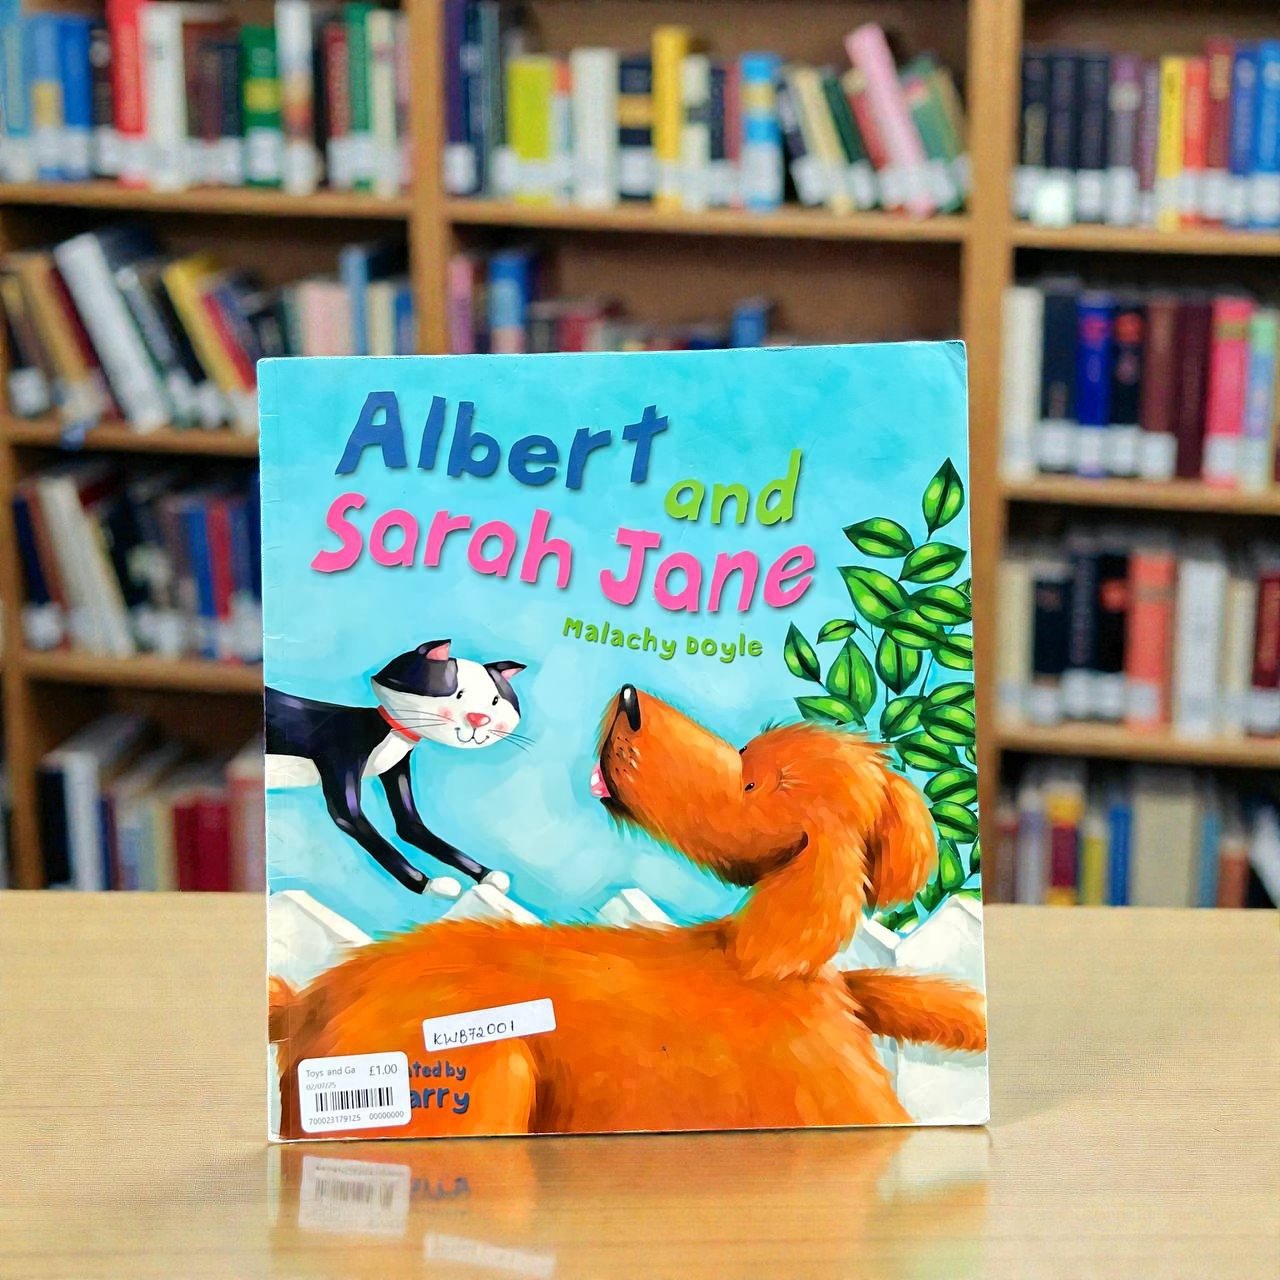 Albert
and
Sarah Jane
Malachy Doyle
KWB72001
Toys and Ga £1.00
02/07/25
700023179125 00000000
ated by
arry